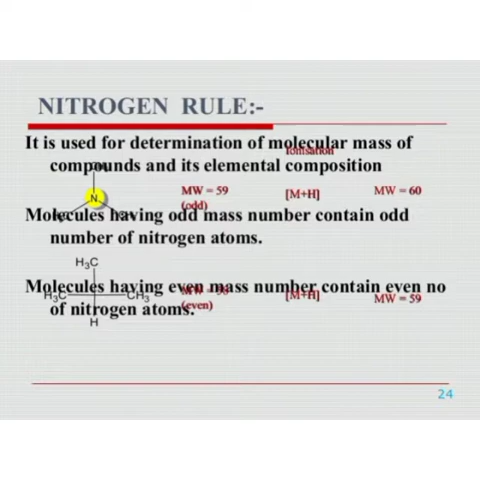 NITROGEN RULE:-
It is used for determination of molecular mass of
Ionisation
compounds and its elemental composition
N
MW = 59
(odd)
[M+H]
MW = 60
Molecules having odd mass number contain odd
number of nitrogen atoms.
H₃C
Molecules having even mass number contain even no
H₃C
CH₃
(even)
[M+H]
MW = 59
of nitrogen atoms.
H
24